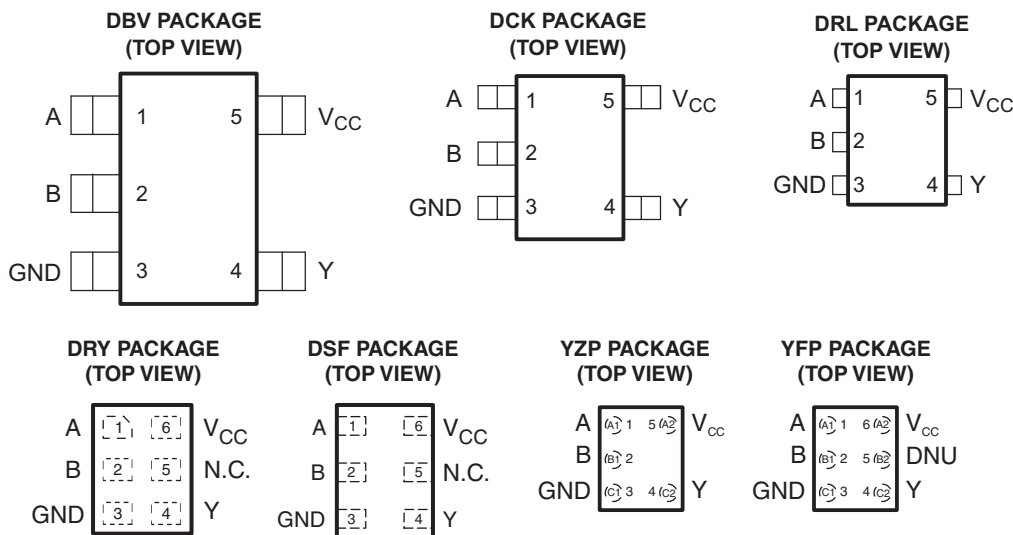 DBV PACKAGE
(TOP VIEW)
A 1 5 VCC
B 2
GND 3 4 Y
DCK PACKAGE
(TOP VIEW)
A 1 5 VCC
B 2
GND 3 4 Y
DRL PACKAGE
(TOP VIEW)
A 1 5 VCC
B 2
GND 3 4 Y
DRY PACKAGE
(TOP VIEW)
A 1 6 VCC
B 2 5 N.C.
GND 3 4 Y
DSF PACKAGE
(TOP VIEW)
A 1 6 VCC
B 2 5 N.C.
GND 3 4 Y
YZP PACKAGE
(TOP VIEW)
A A1 1 5 A2 VCC
B B1 2
GND C1 3 4 C2 Y
YFP PACKAGE
(TOP VIEW)
A A1 1 6 A2 VCC
B B1 2 5 B2 DNU
GND C1 3 4 C2 Y